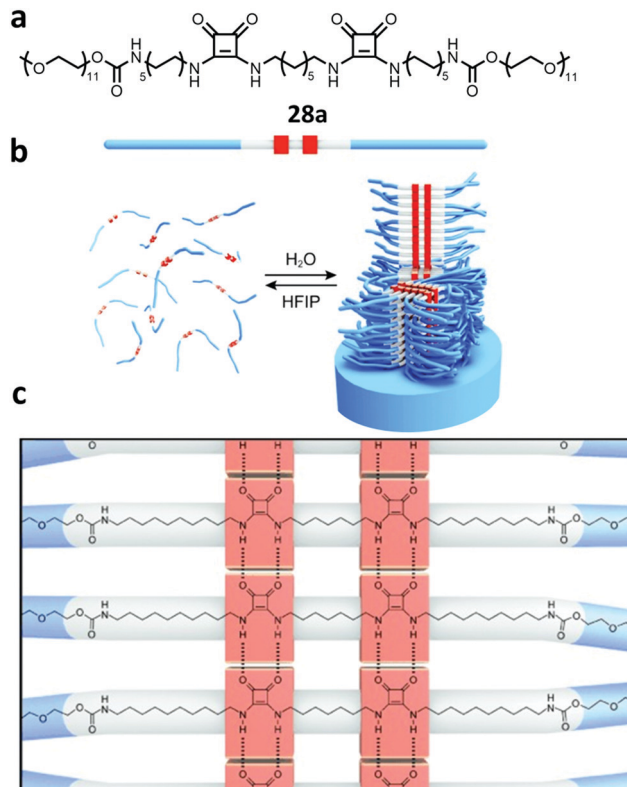 a
O O O O
O 11 O H N 5 N H N H 5 N H N H 5 H N O O 11
O O
28a
b
H₂O
HFIP
c
O H H H H O
O O O O
O O H N N N N N H N O O
O H H H H O
O O O O
O O H N N N N N H N O O
O H H H H O
O O O O
O O H N N N N N H N O O
O H H H H O
O O O O